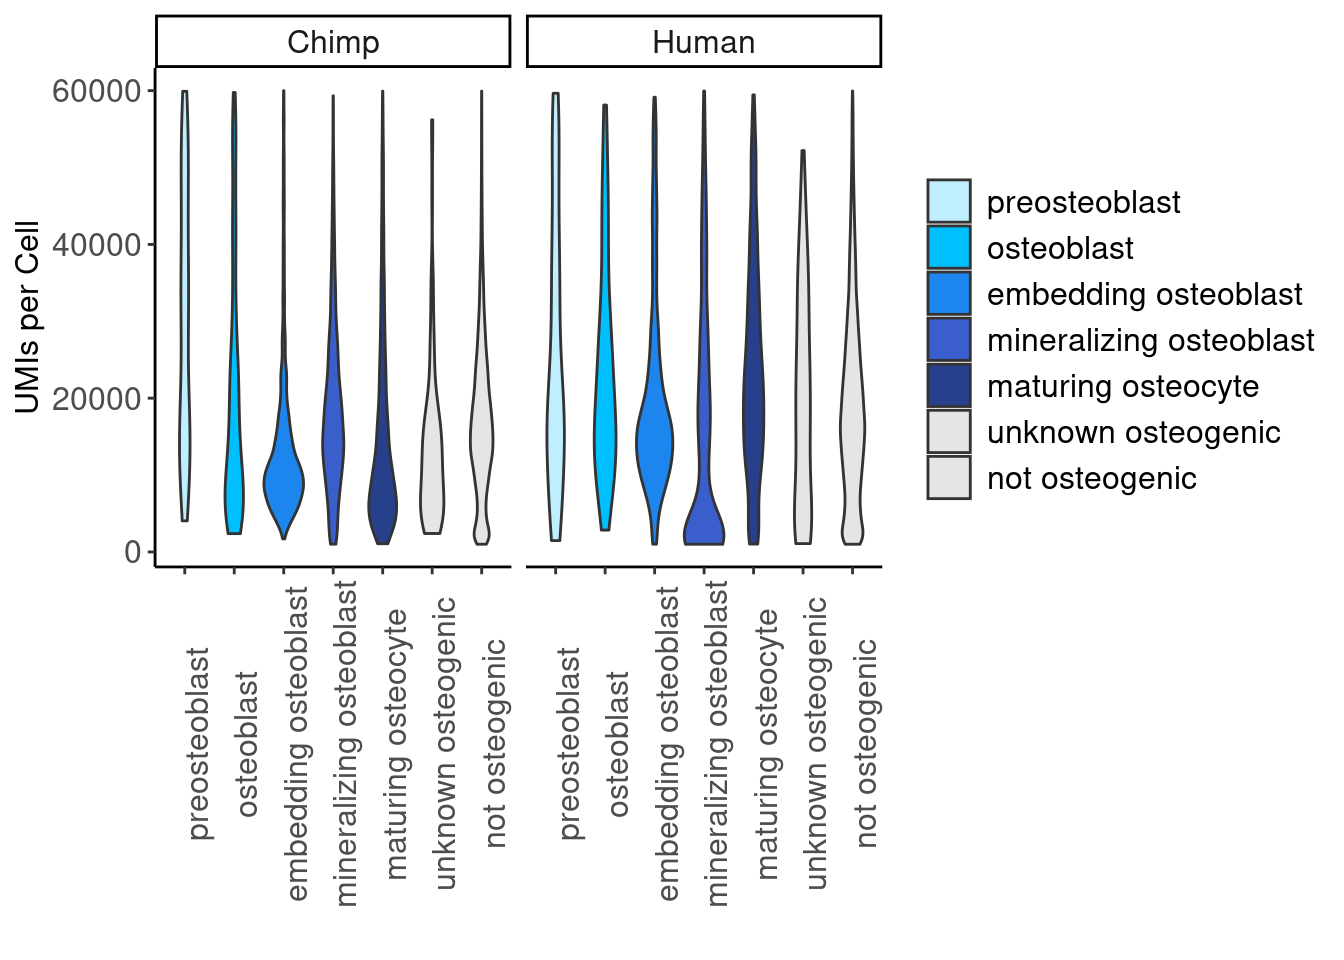 Chimp
Human
UMIs per Cell
60000
40000
20000
0
preosteoblast
osteoblast
embedding osteoblast
mineralizing osteoblast
maturing osteocyte
unknown osteogenic
not osteogenic
preosteoblast
osteoblast
embedding osteoblast
mineralizing osteoblast
maturing osteocyte
unknown osteogenic
not osteogenic
preosteoblast
osteoblast
embedding osteoblast
mineralizing osteoblast
maturing osteocyte
unknown osteogenic
not osteogenic